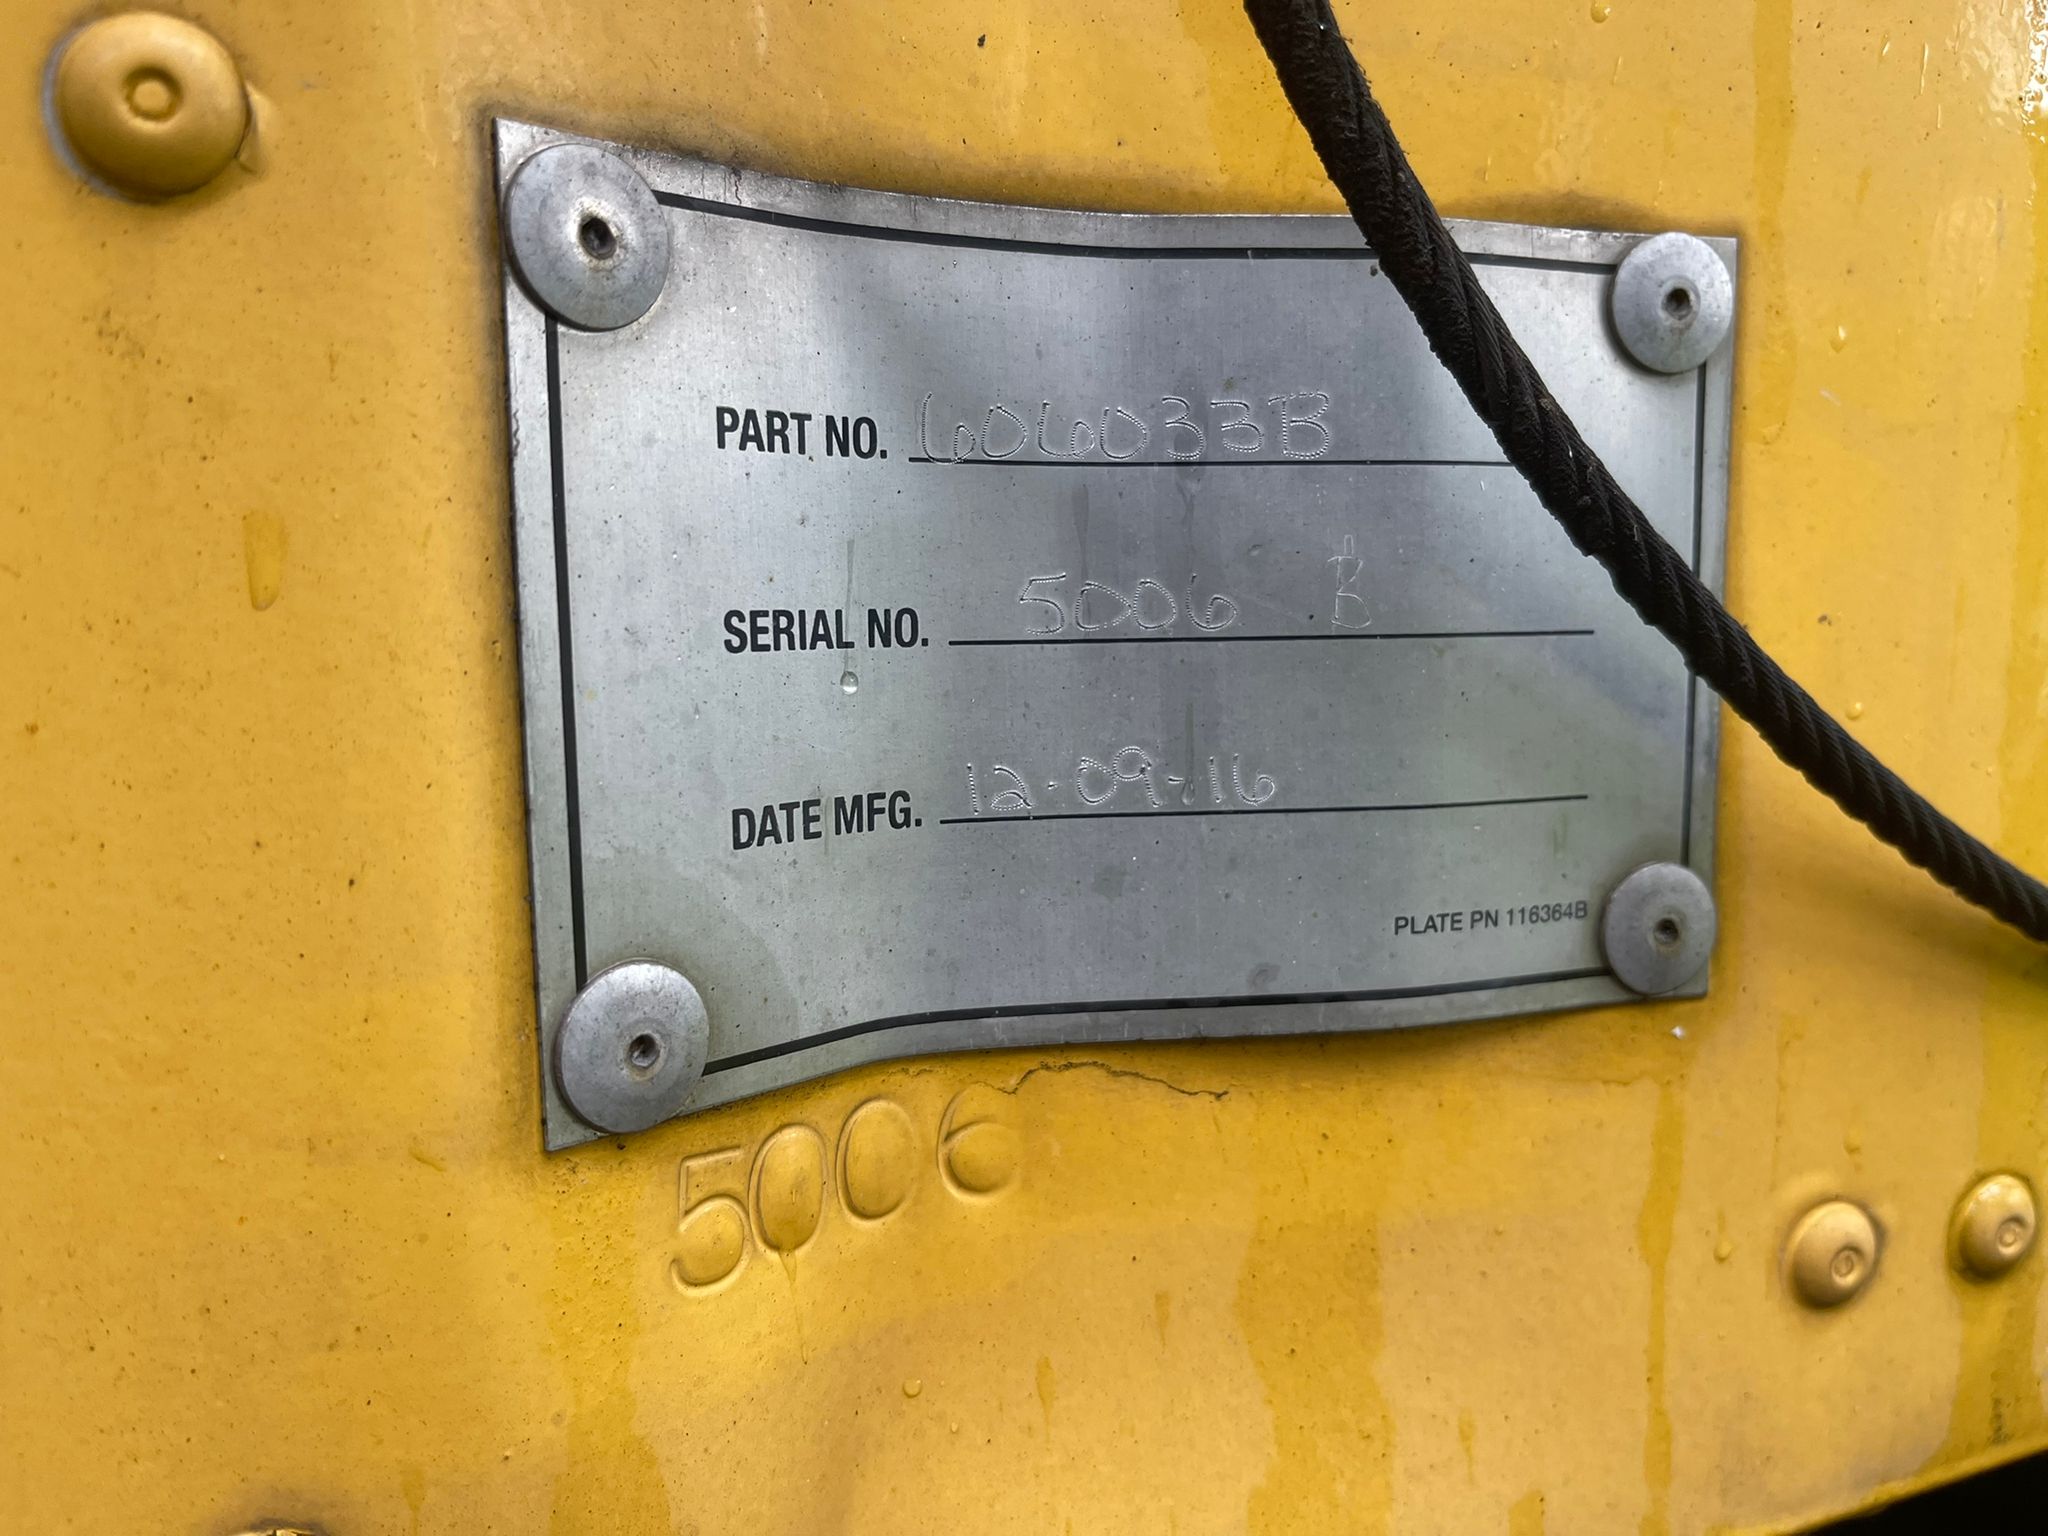 PART NO. 606033B
SERIAL NO. 5006 B
DATE MFG. 12-09-16
PLATE PN 116364B
5006